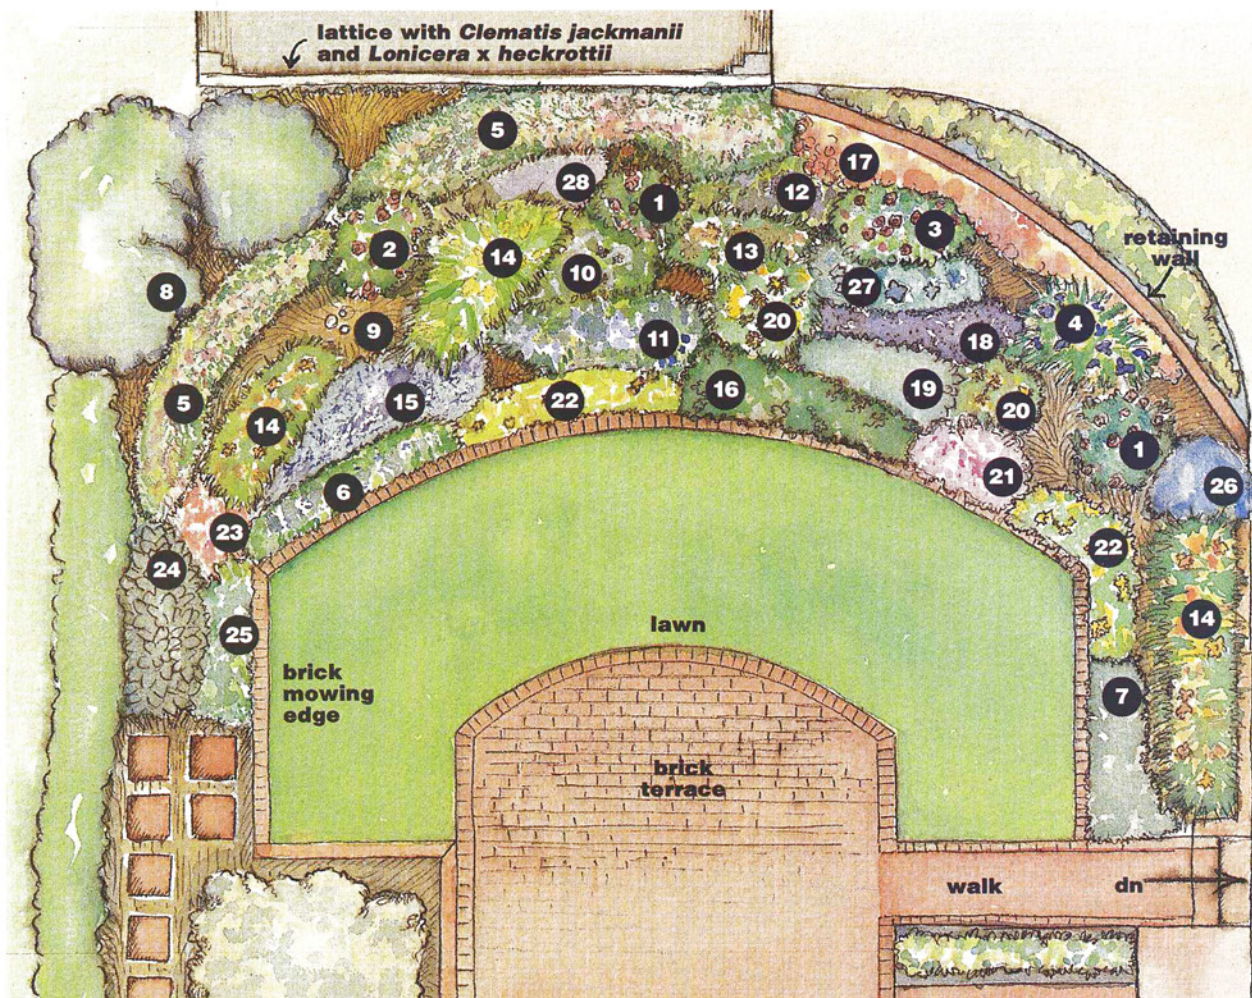 lattice with Clematis jackmanii
and Lonicera x heckrottii
5
17
28
12
1
3
2
13
retaining
wall
14
10
27
8
4
9
20
11
18
5
15
22
16
19
20
14
1
6
21
26
23
22
24
lawn
14
25
brick
mowing
edge
7
brick
terrace
walk
dn